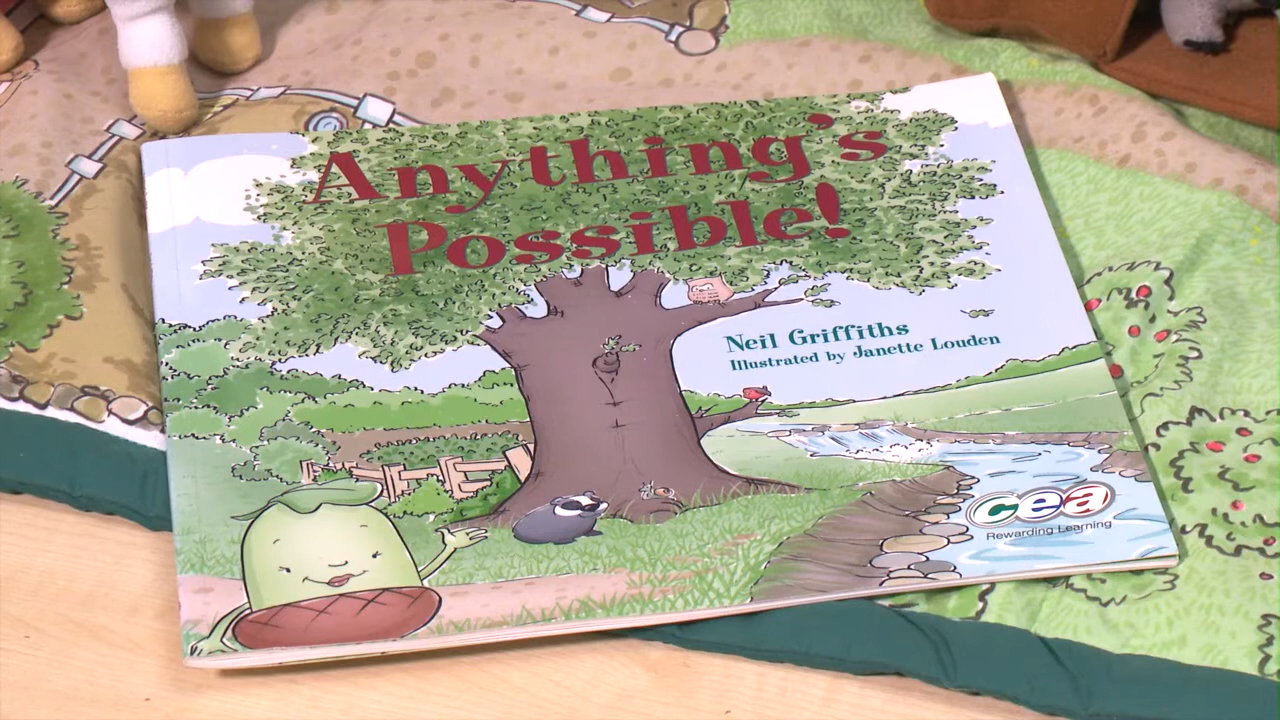 Anything's
Possible!
Neil Griffiths
Illustrated by Janette Louden
cea
Rewarding Learning